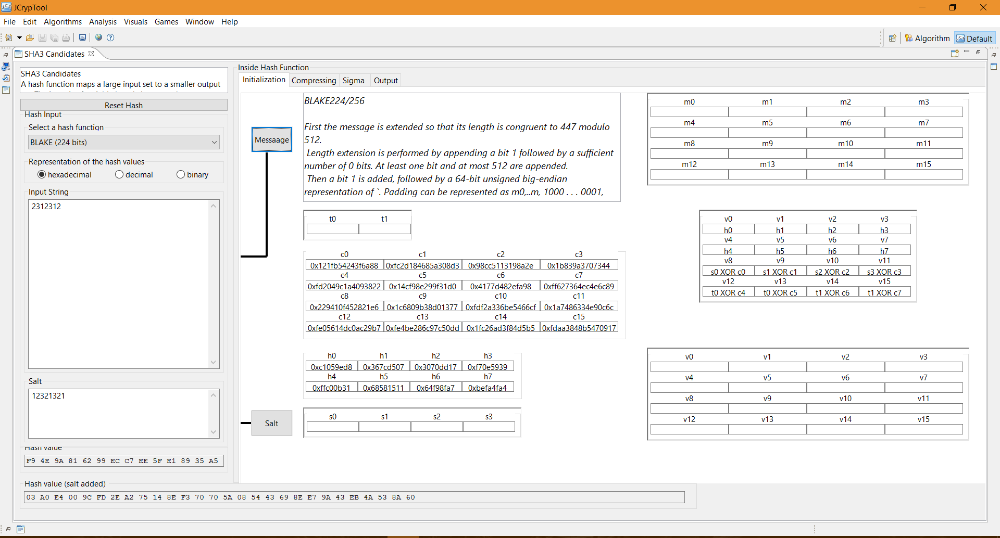 JCrypTool
File Edit Algorithms Analysis Visuals Games Window Help
Algorithm Default
SHA3 Candidates
SHA3 Candidates
A hash function maps a large input set to a smaller output
Reset Hash
Hash Input
Select a hash function
BLAKE (224 bits)
Representation of the hash values
hexadecimal decimal binary
Input String
2312312
Salt
12321321
Hash value
F9 4E 9A 81 62 99 EC C7 EE 5F E1 89 35 A5
Hash value (salt added)
03 A0 E4 00 9C FD 2E A2 75 14 8E F3 70 70 5A 08 54 43 69 8E E7 9A 43 EB 4A 53 8A 60
Inside Hash Function
Initialization Compressing Sigma Output
Messaage
BLAKE224/256
First the message is extended so that its length is congruent to 447 modulo
512.
Length extension is performed by appending a bit 1 followed by a sufficient
number of 0 bits. At least one bit and at most 512 are appended.
Then a bit 1 is added, followed by a 64-bit unsigned big-endian
representation of `. Padding can be represented as m0,..m, 1000 . . . 0001,
t0 t1
c0 c1 c2 c3
0x121fb54243f6a88 0xfc2d184685a308d3 0x98cc5113198a2e 0x1b839a3707344
c4 c5 c6 c7
0xfd2049c1a4093822 0x14cf98e299f31d0 0x4177d482efa98 0xff627364ec4e6c89
c8 c9 c10 c11
0x229410f452821e6 0x1c6809b38d01377 0xfdf2a336be5466cf 0x1a7486334e90c6c
c12 c13 c14 c15
0xfe05614dc0ac29b7 0xfe4be286c97c50dd 0x1fc26ad3f84d5b5 0xfdaa3848b5470917
h0 h1 h2 h3
0xc1059ed8 0x367cd507 0x3070dd17 0xf70e5939
h4 h5 h6 h7
0xffc00b31 0x68581511 0x64f98fa7 0xbefa4fa4
Salt
s0 s1 s2 s3
m0 m1 m2 m3
m4 m5 m6 m7
m8 m9 m10 m11
m12 m13 m14 m15
v0 v1 v2 v3
h0 h1 h2 h3
v4 v5 v6 v7
h4 h5 h6 h7
v8 v9 v10 v11
s0 XOR c0 s1 XOR c1 s2 XOR c2 s3 XOR c3
v12 v13 v14 v15
t0 XOR c4 t0 XOR c5 t1 XOR c6 t1 XOR c7
v0 v1 v2 v3
v4 v5 v6 v7
v8 v9 v10 v11
v12 v13 v14 v15